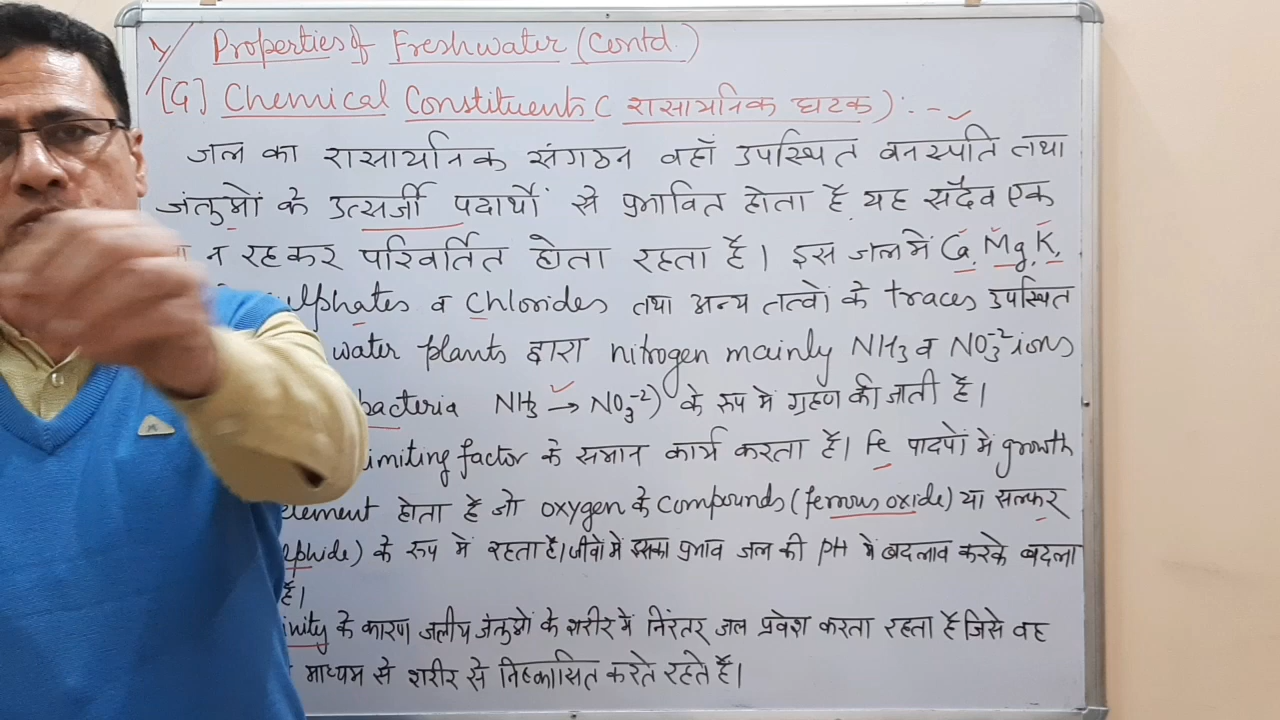 Properties of Freshwater (Contd.)
[G] Chemical Constituents (रासायनिक घटक) :-
जल का रासायनिक संगठन वहाँ उपस्थित वनस्पति तथा
जंतुओं के उत्सर्जी पदार्थों से प्रभावित होता है, यह सदैव एक
न रहकर परिवर्तित होता रहता है। इस जल में Ca, Mg, K,
sulphates व chlorides तथा अन्य तत्वों के traces उपस्थित
water plants द्वारा nitrogen mainly NH3 व NO3⁻² ions
bacteria NH3 → NO3⁻²) के रूप में ग्रहण की जाती है।
limiting factor के समान कार्य करता है। Fe पादपों में growth
element होता है जो oxygen के compounds (ferrous oxide) या सल्फर
lphide) के रूप में रहता है। जीवों में इसका प्रभाव जल की pH में बदलाव करके बदला
है।
inity के कारण जलीय जंतुओं के शरीर में निरंतर जल प्रवेश करता रहता है जिसे वह
माध्यम से शरीर से निष्कासित करते रहते हैं।